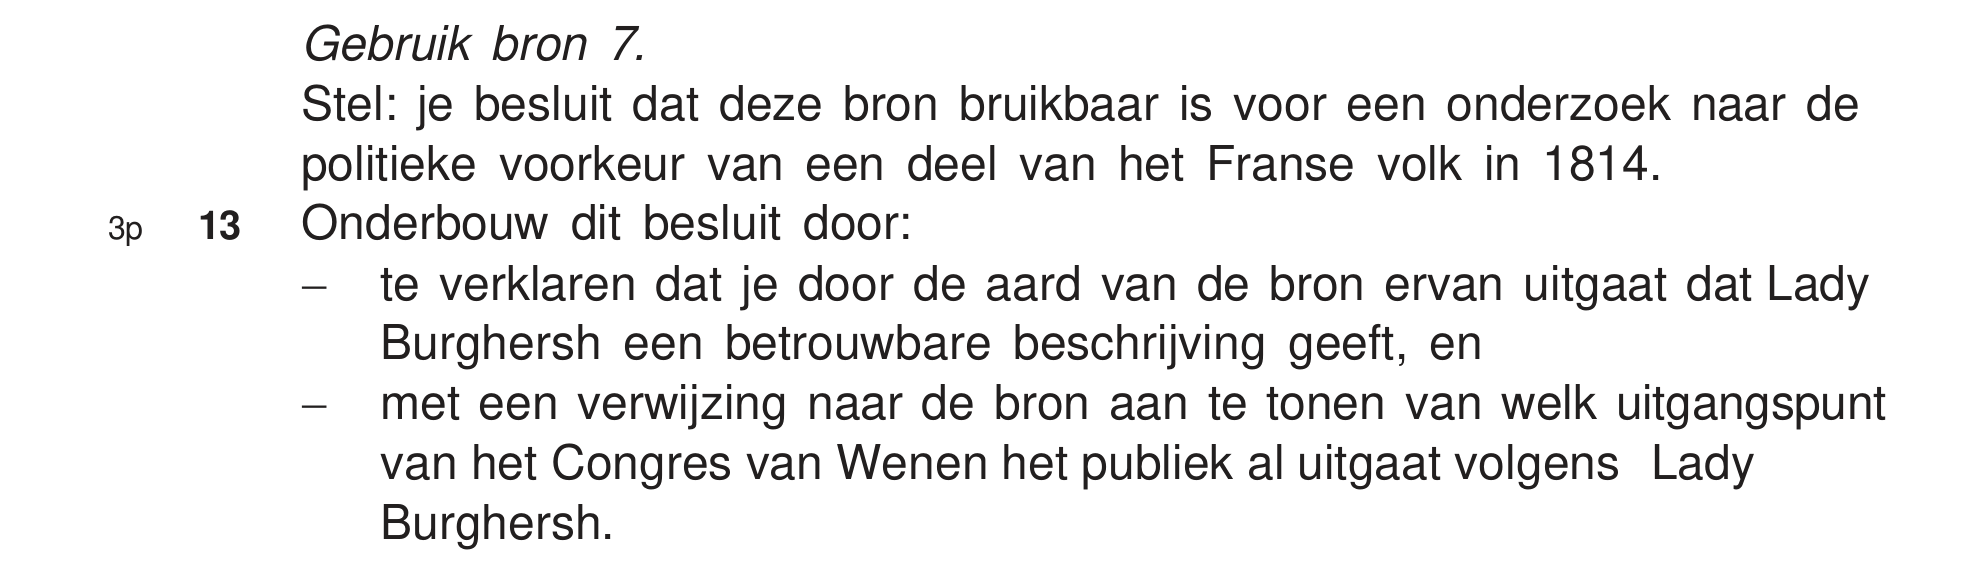 Gebruik bron 7.
Stel: je besluit dat deze bron bruikbaar is voor een onderzoek naar de
politieke voorkeur van een deel van het Franse volk in 1814.
3p 13 Onderbouw dit besluit door:
– te verklaren dat je door de aard van de bron ervan uitgaat dat Lady
Burghersh een betrouwbare beschrijving geeft, en
– met een verwijzing naar de bron aan te tonen van welk uitgangspunt
van het Congres van Wenen het publiek al uitgaat volgens Lady
Burghersh.